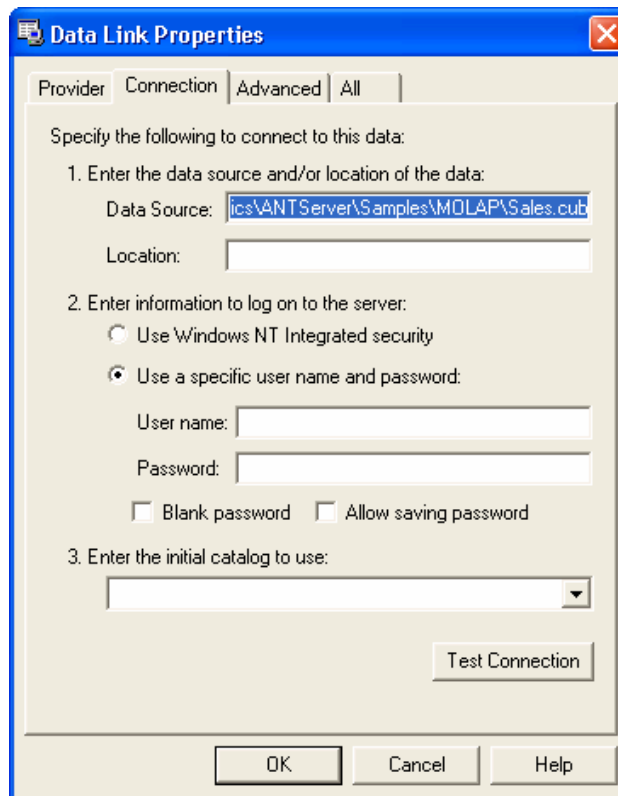 Data Link Properties
Provider Connection Advanced All
Specify the following to connect to this data:
1. Enter the data source and/or location of the data:
Data Source: ics\ANTServer\Samples\MOLAP\Sales.cub
Location:
2. Enter information to log on to the server:
Use Windows NT Integrated security
Use a specific user name and password:
User name:
Password:
Blank password Allow saving password
3. Enter the initial catalog to use:
Test Connection
OK Cancel Help